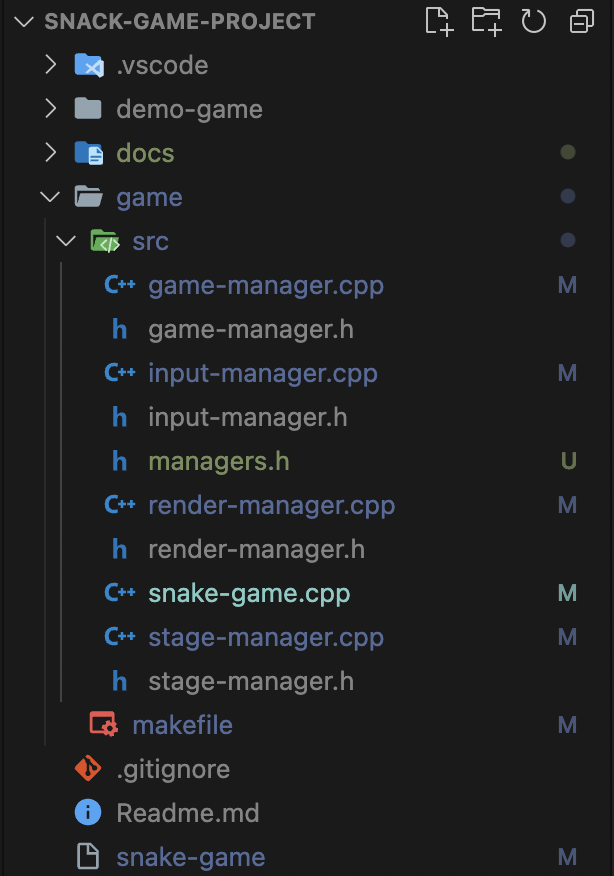 SNACK-GAME-PROJECT
.vscode
demo-game
docs
game
src
C++ game-manager.cpp M
h game-manager.h
C++ input-manager.cpp M
h input-manager.h
h managers.h U
C++ render-manager.cpp M
h render-manager.h
C++ snake-game.cpp M
C++ stage-manager.cpp M
h stage-manager.h
makefile M
.gitignore
Readme.md
snake-game M